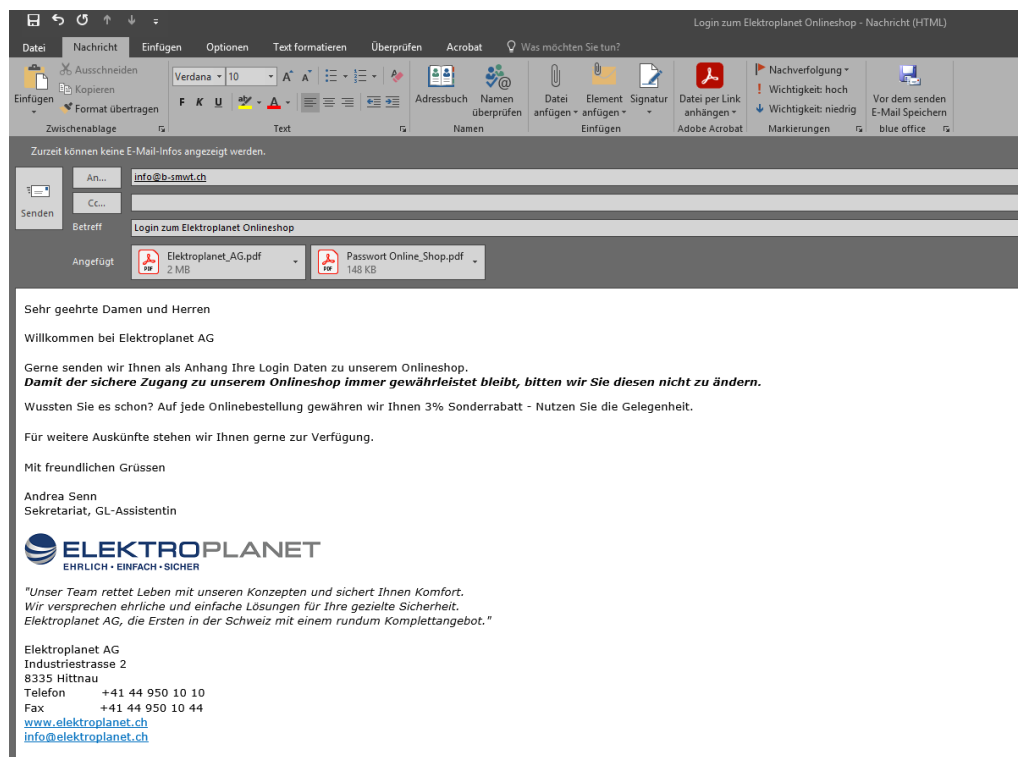 Login zum Elektroplanet Onlineshop - Nachricht (HTML)
Datei Nachricht Einfügen Optionen Text formatieren Überprüfen Acrobat Was möchten Sie tun?
Einfügen
Ausschneiden
Kopieren
Format übertragen
Zwischenablage
Verdana 10
F K U
Text
Adressbuch
Namen überprüfen
Namen
Datei anfügen
Element anfügen
Signatur
Einfügen
Datei per Link anhängen
Adobe Acrobat
Nachverfolgung
Wichtigkeit: hoch
Wichtigkeit: niedrig
Markierungen
Vor dem senden
E-Mail Speichern
blue office
Zurzeit können keine E-Mail-Infos angezeigt werden.
Senden
An... info@b-smwt.ch
Cc...
Betreff Login zum Elektroplanet Onlineshop
Angefügt
Elektroplanet_AG.pdf
2 MB
Passwort Online_Shop.pdf
148 KB
Sehr geehrte Damen und Herren
Willkommen bei Elektroplanet AG
Gerne senden wir Ihnen als Anhang Ihre Login Daten zu unserem Onlineshop.
Damit der sichere Zugang zu unserem Onlineshop immer gewährleistet bleibt, bitten wir Sie diesen nicht zu ändern.
Wussten Sie es schon? Auf jede Onlinebestellung gewähren wir Ihnen 3% Sonderrabatt - Nutzen Sie die Gelegenheit.
Für weitere Auskünfte stehen wir Ihnen gerne zur Verfügung.
Mit freundlichen Grüssen
Andrea Senn
Sekretariat, GL-Assistentin
ELEKTROPLANET
EHRLICH · EINFACH · SICHER
"Unser Team rettet Leben mit unseren Konzepten und sichert Ihnen Komfort.
Wir versprechen ehrliche und einfache Lösungen für Ihre gezielte Sicherheit.
Elektroplanet AG, die Ersten in der Schweiz mit einem rundum Komplettangebot."
Elektroplanet AG
Industriestrasse 2
8335 Hittnau
Telefon +41 44 950 10 10
Fax +41 44 950 10 44
www.elektroplanet.ch
info@elektroplanet.ch